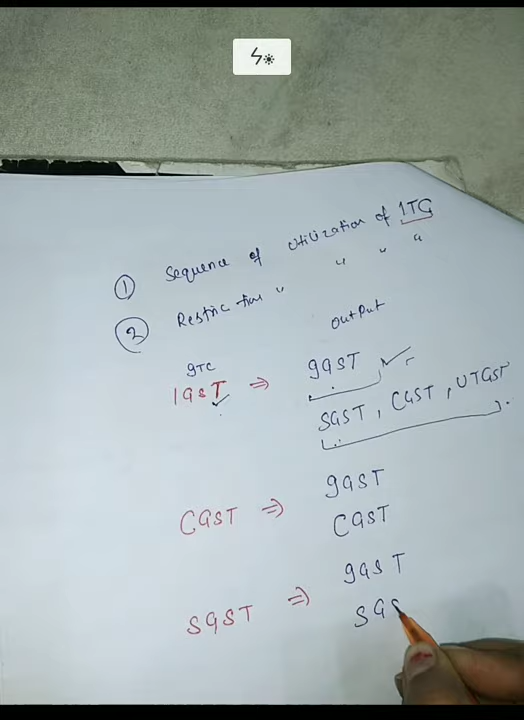 ① Sequence of Utilization of ITC
② Restriction " " " "
Output
ITC
IGST ⇒ IGST ✓
SGST, CGST, UTGST
CGST ⇒ IGST
CGST
SGST ⇒ IGST
SGS